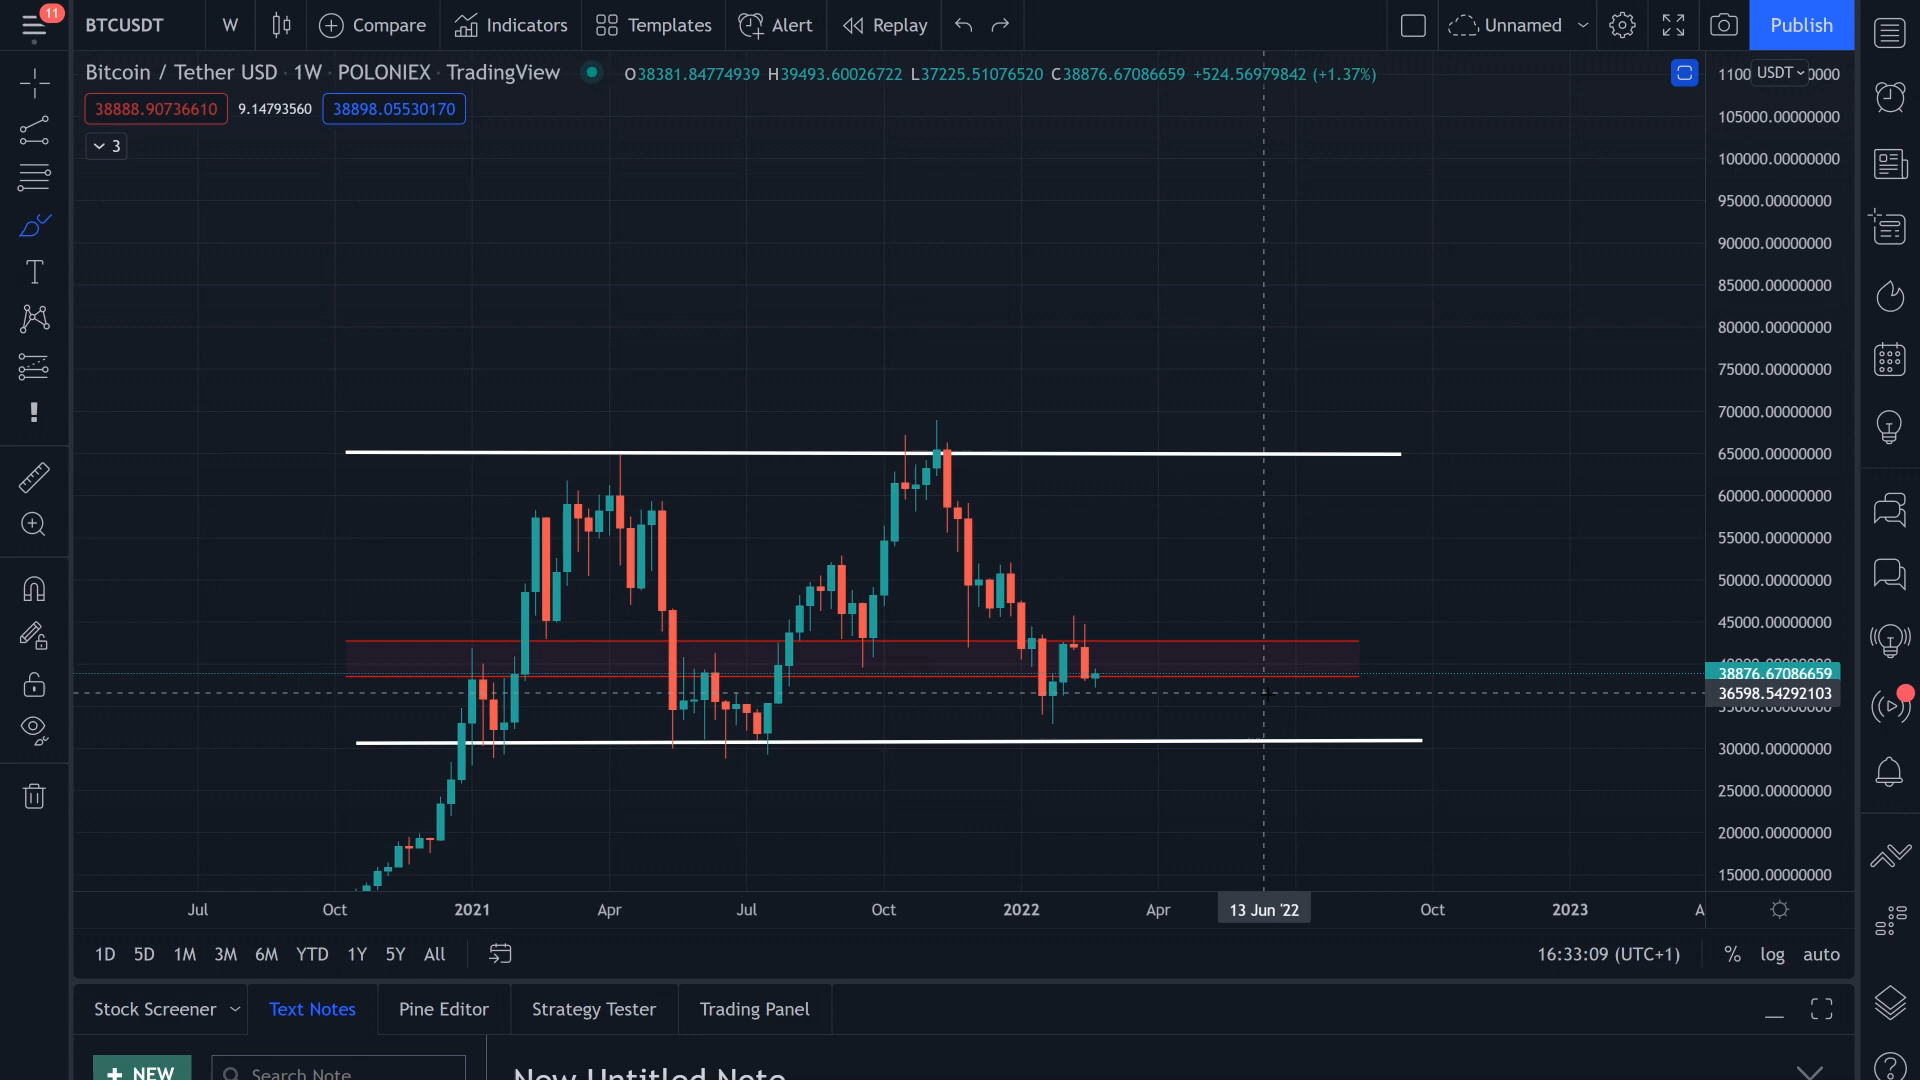 11
BTCUSDT W Compare Indicators Templates Alert Replay Unnamed Publish
Bitcoin / Tether USD · 1W · POLONIEX · TradingView O38381.84774939 H39493.60026722 L37225.51076520 C38876.67086659 +524.56979842 (+1.37%)
38888.90736610 9.14793560 38898.05530170
3
USDT
105000.00000000
100000.00000000
95000.00000000
90000.00000000
85000.00000000
80000.00000000
75000.00000000
70000.00000000
65000.00000000
60000.00000000
55000.00000000
50000.00000000
45000.00000000
38876.67086659
36598.54292103
30000.00000000
25000.00000000
20000.00000000
15000.00000000
Jul Oct 2021 Apr Jul Oct 2022 Apr 13 Jun '22 Oct 2023 A
1D 5D 1M 3M 6M YTD 1Y 5Y All 16:33:09 (UTC+1) % log auto
Stock Screener Text Notes Pine Editor Strategy Tester Trading Panel
+ NEW Search Note New Untitled Note